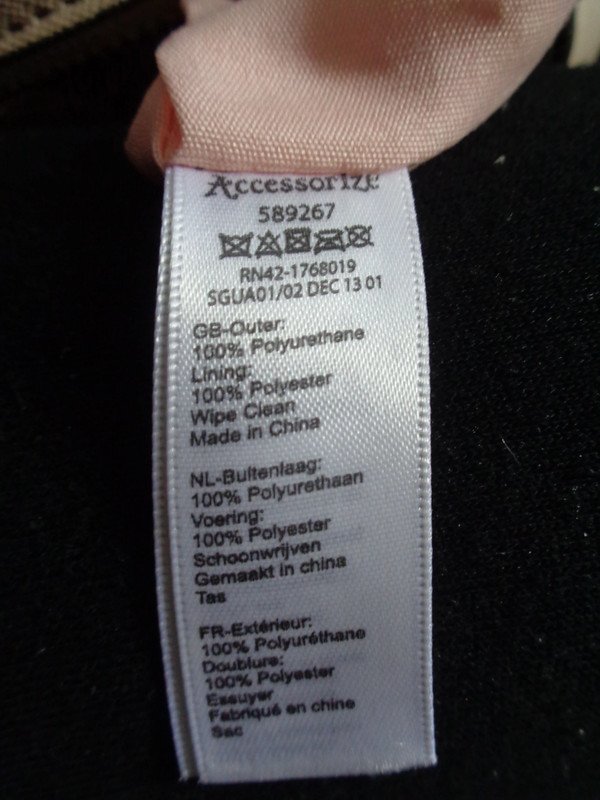 Accessorize
589267
RN42-1768019
SGUA01/02 DEC 13 01
GB-Outer:
100% Polyurethane
Lining:
100% Polyester
Wipe Clean
Made in China
NL-Buitenlaag:
100% Polyurethaan
Voering:
100% Polyester
Schoonwrijven
Gemaakt in china
Tas
FR-Extérieur:
100% Polyuréthane
Doublure:
100% Polyester
Essuyer
Fabriqué en chine
Sac